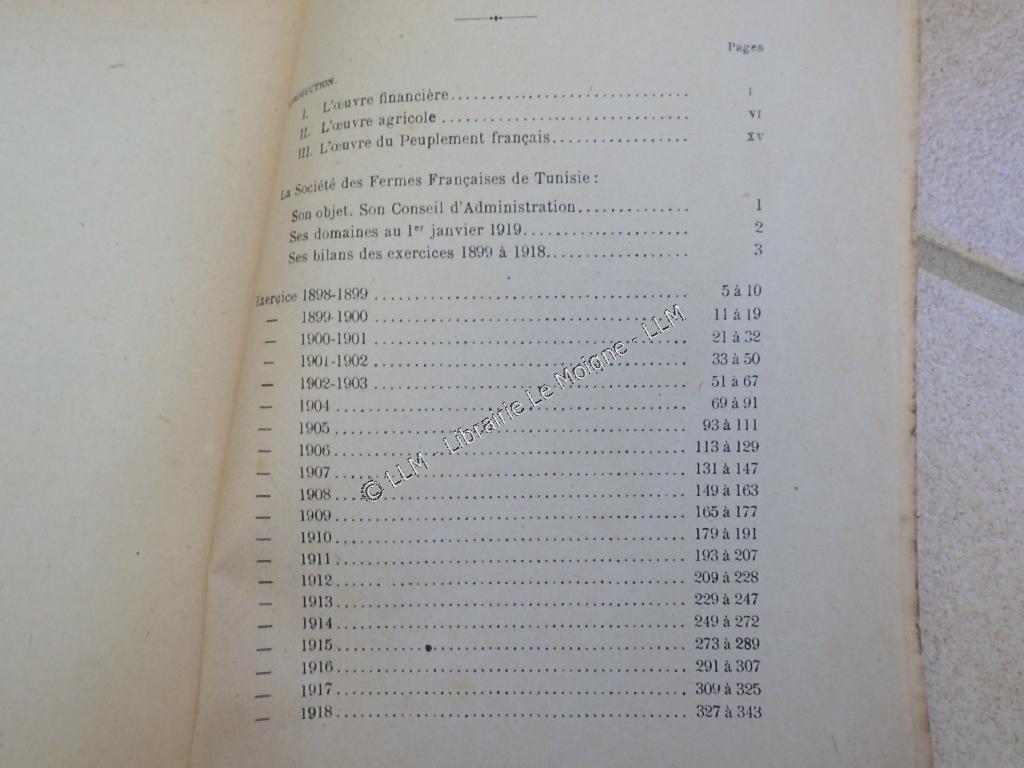 Pages
INTRODUCTION.
I. L'œuvre financière.............................. I
II. L'œuvre agricole .............................. VI
III. L'œuvre du Peuplement français................. XV
La Société des Fermes Françaises de Tunisie :
Son objet. Son Conseil d'Administration.............. 1
Ses domaines au 1er janvier 1919..................... 2
Ses bilans des exercices 1899 à 1918................. 3
Exercice 1898-1899 .................................. 5 à 10
— 1899-1900 .................................. 11 à 19
— 1900-1901 .................................. 21 à 32
— 1901-1902 .................................. 33 à 50
— 1902-1903 .................................. 51 à 67
— 1904 .................................. 69 à 91
— 1905 .................................. 93 à 111
— 1906 .................................. 113 à 129
— 1907 .................................. 131 à 147
— 1908 .................................. 149 à 163
— 1909 .................................. 165 à 177
— 1910 .................................. 179 à 191
— 1911 .................................. 193 à 207
— 1912 .................................. 209 à 228
— 1913 .................................. 229 à 247
— 1914 .................................. 249 à 272
— 1915 .................................. 273 à 289
— 1916 .................................. 291 à 307
— 1917 .................................. 309 à 325
— 1918 .................................. 327 à 343
© LLM -- Librairie Le Moigne -- LLM